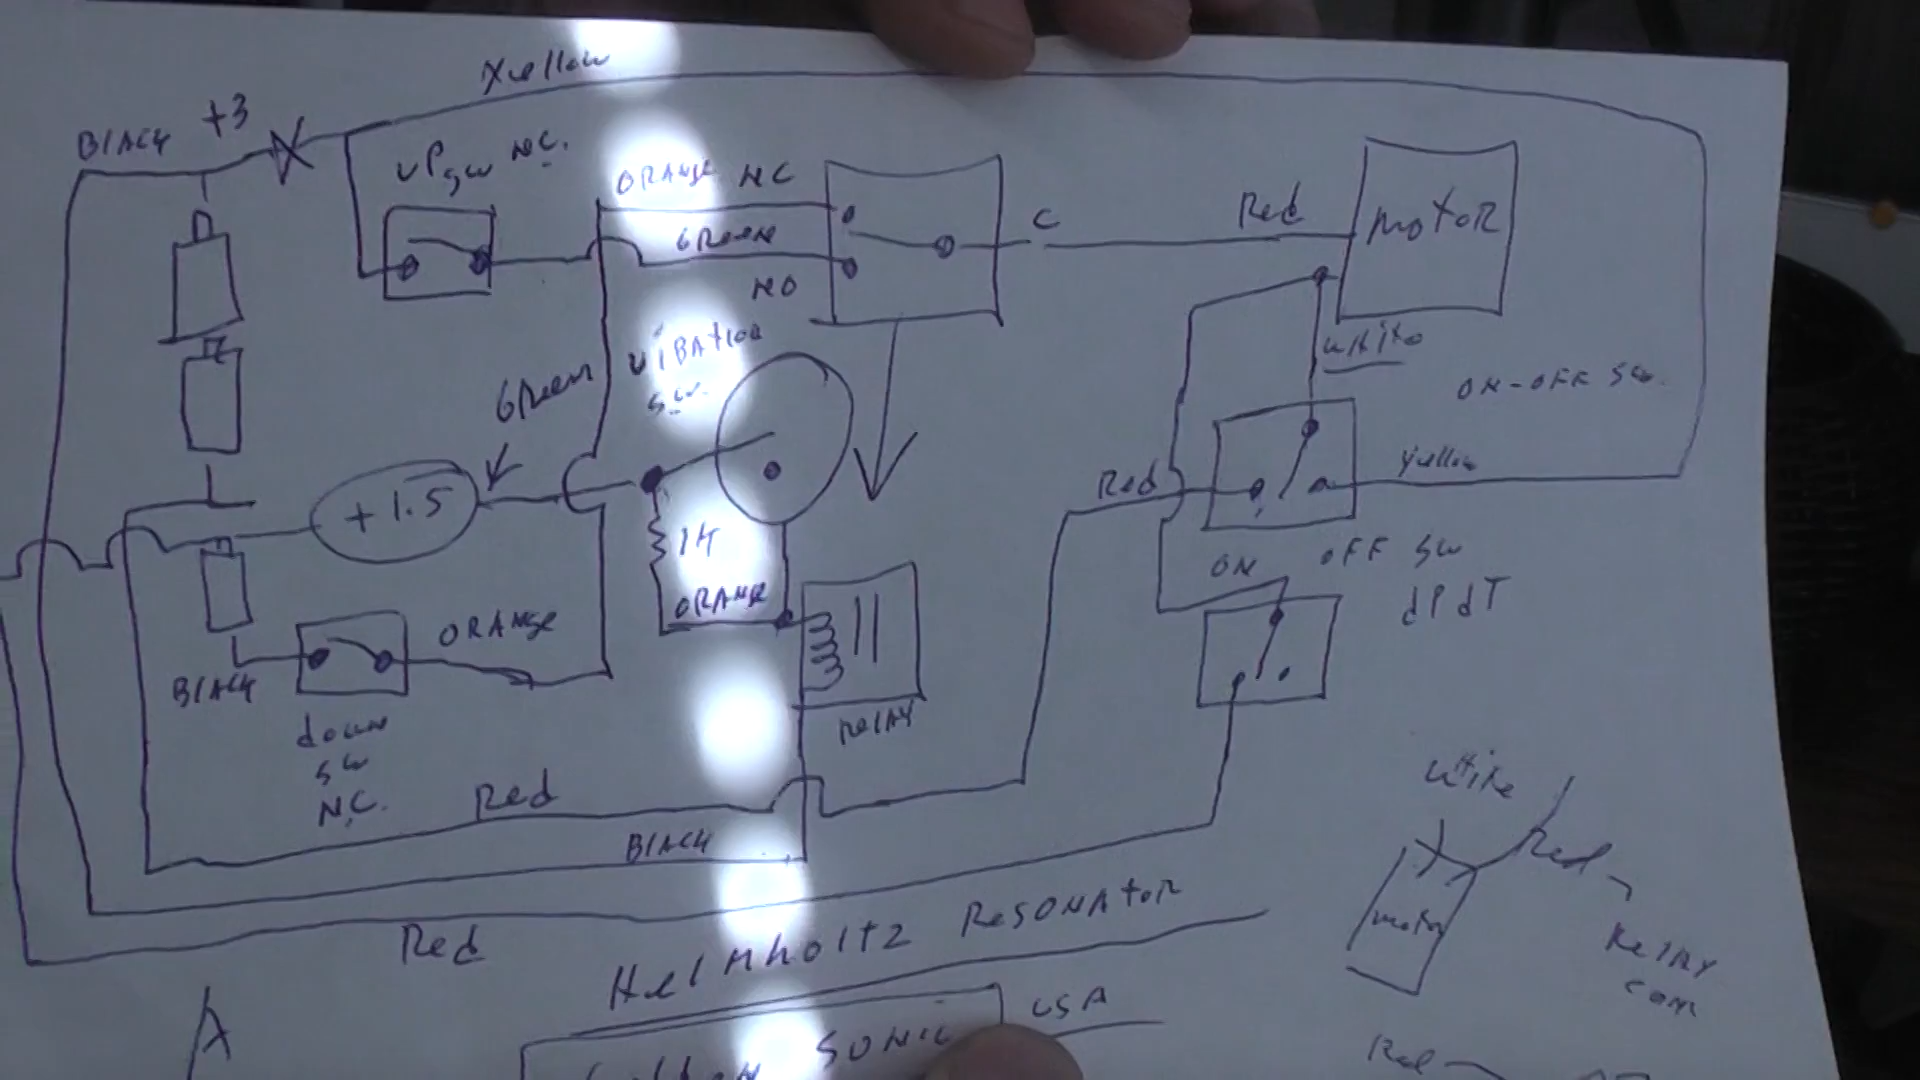 Yellow
BLACK +3
UP SW N.C.
ORANGE NC
GREEN
NO
C
Red
MOTOR
WHITE
ON-OFF SW.
VIBATION
SW.
GREEN
+1.5
Red
Yellow
1K
ORANGE
ON OFF SW
dPdT
ORANGE
BLACK
down
SW
N.C.
RELAY
Red
BLACK
Red
HELMHOLTZ RESONATOR
USA
SONIC
A
WHITE
Red
motor
RELAY
com
Red